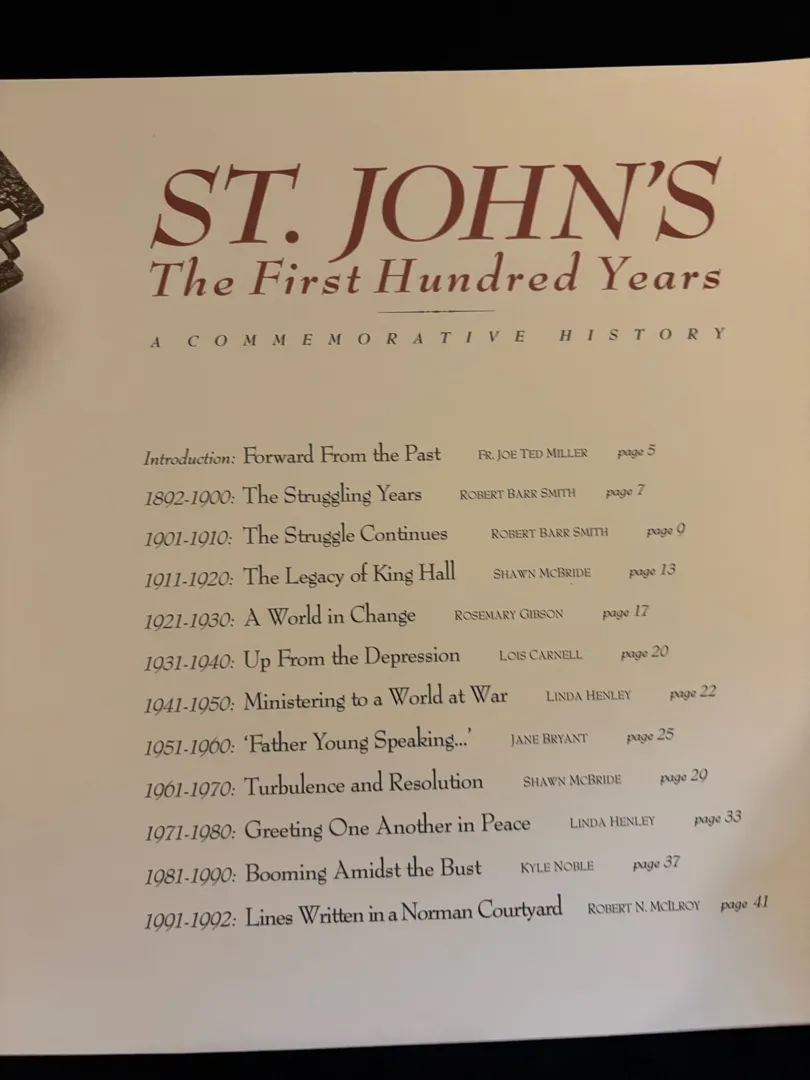 ST. JOHN'S
The First Hundred Years
A COMMEMORATIVE HISTORY
Introduction: Forward From the Past FR. JOE TED MILLER page 5
1892-1900: The Struggling Years ROBERT BARR SMITH page 7
1901-1910: The Struggle Continues ROBERT BARR SMITH page 9
1911-1920: The Legacy of King Hall SHAWN MCBRIDE page 13
1921-1930: A World in Change ROSEMARY GIBSON page 17
1931-1940: Up From the Depression LOIS CARNELL page 20
1941-1950: Ministering to a World at War LINDA HENLEY page 22
1951-1960: 'Father Young Speaking...' JANE BRYANT page 25
1961-1970: Turbulence and Resolution SHAWN MCBRIDE page 29
1971-1980: Greeting One Another in Peace LINDA HENLEY page 33
1981-1990: Booming Amidst the Bust KYLE NOBLE page 37
1991-1992: Lines Written in a Norman Courtyard ROBERT N. MCILROY page 41